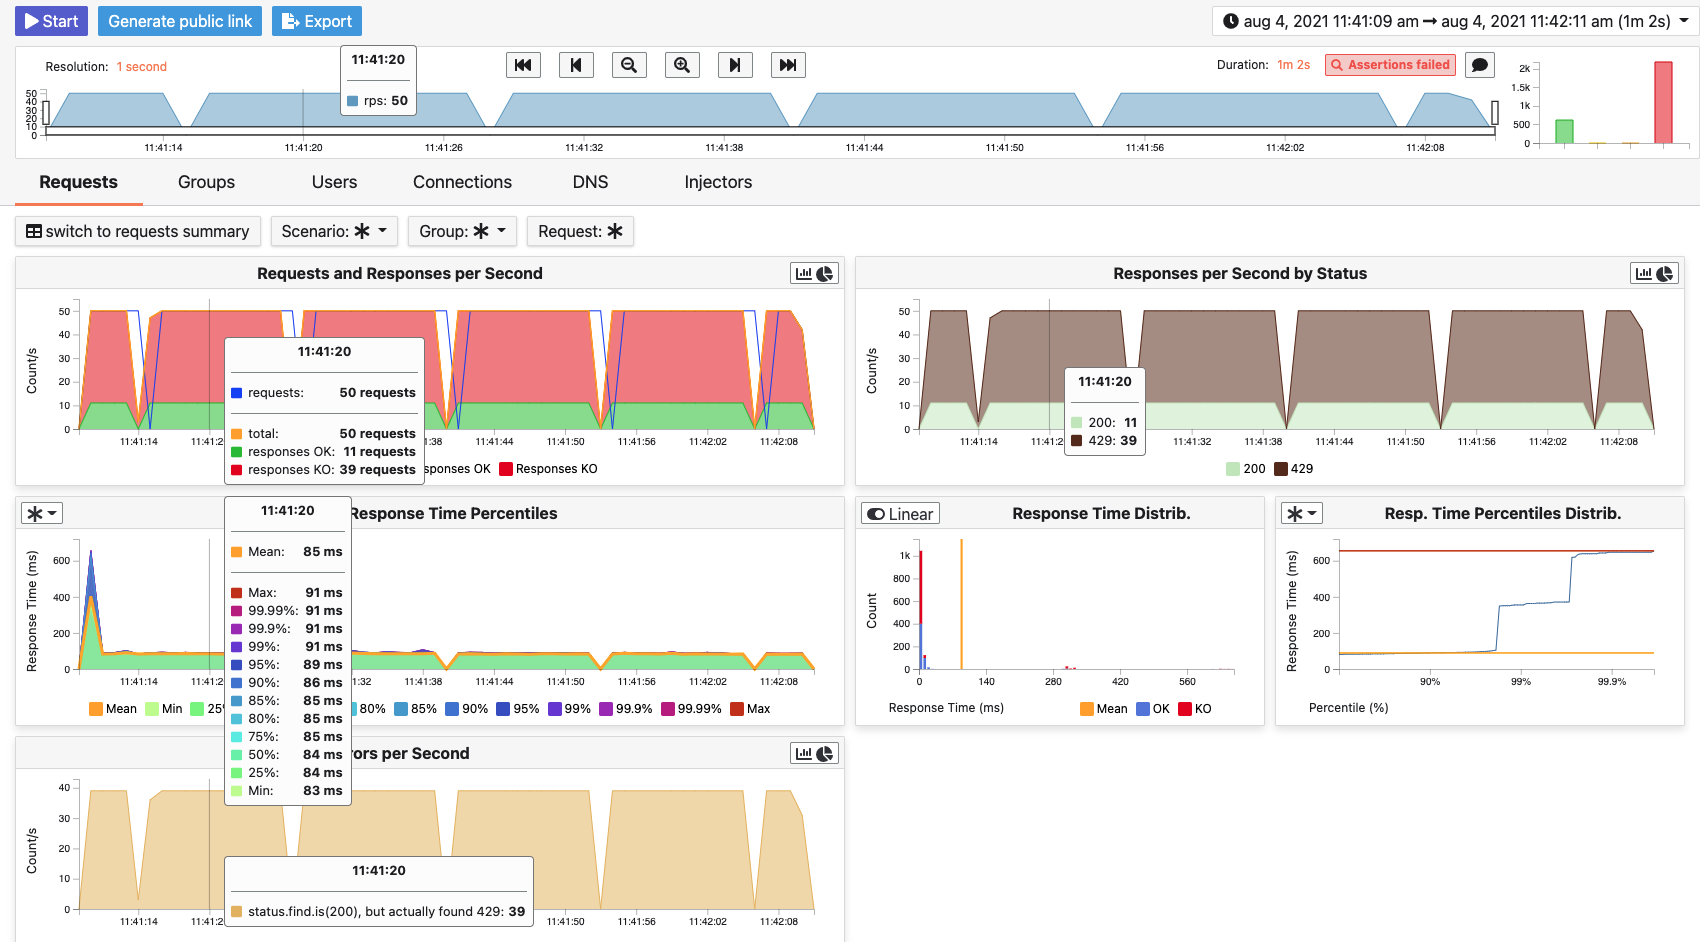 Start
Generate public link
Export
aug 4, 2021 11:41:09 am → aug 4, 2021 11:42:11 am (1m 2s)
Resolution: 1 second
11:41:20
rps: 50
Duration: 1m 2s
Assertions failed
50
40
30
20
10
0
11:41:14
11:41:20
11:41:26
11:41:32
11:41:38
11:41:44
11:41:50
11:41:56
11:42:02
11:42:08
2k
1.5k
1k
500
0
Requests
Groups
Users
Connections
DNS
Injectors
switch to requests summary
Scenario:
Group:
Request:
Requests and Responses per Second
Count/s
50
40
30
20
10
0
11:41:14
11:41:2
:38
11:41:44
11:41:50
11:41:56
11:42:02
11:42:08
11:41:20
requests: 50 requests
total: 50 requests
responses OK: 11 requests
responses KO: 39 requests
sponses OK
Responses KO
Responses per Second by Status
Count/s
50
40
30
20
10
0
11:41:14
11:41:2
11:41:32
11:41:38
11:41:44
11:41:50
11:41:56
11:42:02
11:42:08
11:41:20
200: 11
429: 39
200
429
Response Time Percentiles
Response Time (ms)
600
400
200
0
11:41:14
11:41:2
:32
11:41:38
11:41:44
11:41:50
11:41:56
11:42:02
11:42:08
11:41:20
Mean: 85 ms
Max: 91 ms
99.99%: 91 ms
99.9%: 91 ms
99%: 91 ms
95%: 89 ms
90%: 86 ms
85%: 85 ms
80%: 85 ms
75%: 85 ms
50%: 84 ms
25%: 84 ms
Min: 83 ms
Mean
Min
25
80%
85%
90%
95%
99%
99.9%
99.99%
Max
Linear
Response Time Distrib.
Count
1k
800
600
400
200
0
0
140
280
420
560
Response Time (ms)
Mean
OK
KO
Resp. Time Percentiles Distrib.
Response Time (ms)
600
400
200
0
90%
99%
99.9%
Percentile (%)
ors per Second
Count/s
40
30
20
10
0
11:41:14
11:41:2
11:41:50
11:41:56
11:42:02
11:42:08
11:41:20
status.find.is(200), but actually found 429: 39